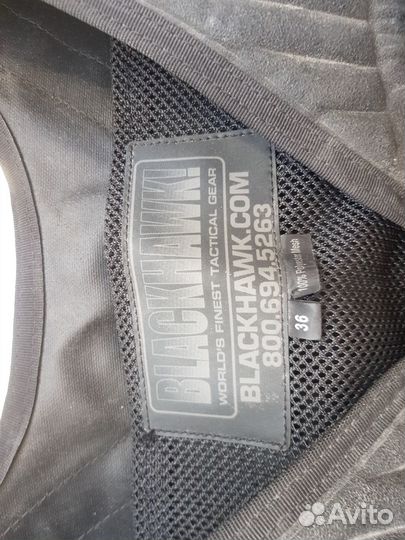 BLACKHAWK!
WORLD'S FINEST TACTICAL GEAR
BLACKHAWK.COM
800.694.5263
100% Polyester mesh
36
Avito